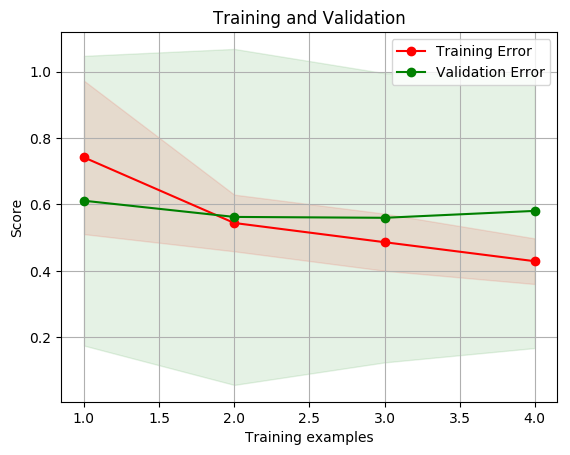 Training and Validation
Training Error
Validation Error
Score
1.0
0.8
0.6
0.4
0.2
1.0 1.5 2.0 2.5 3.0 3.5 4.0
Training examples